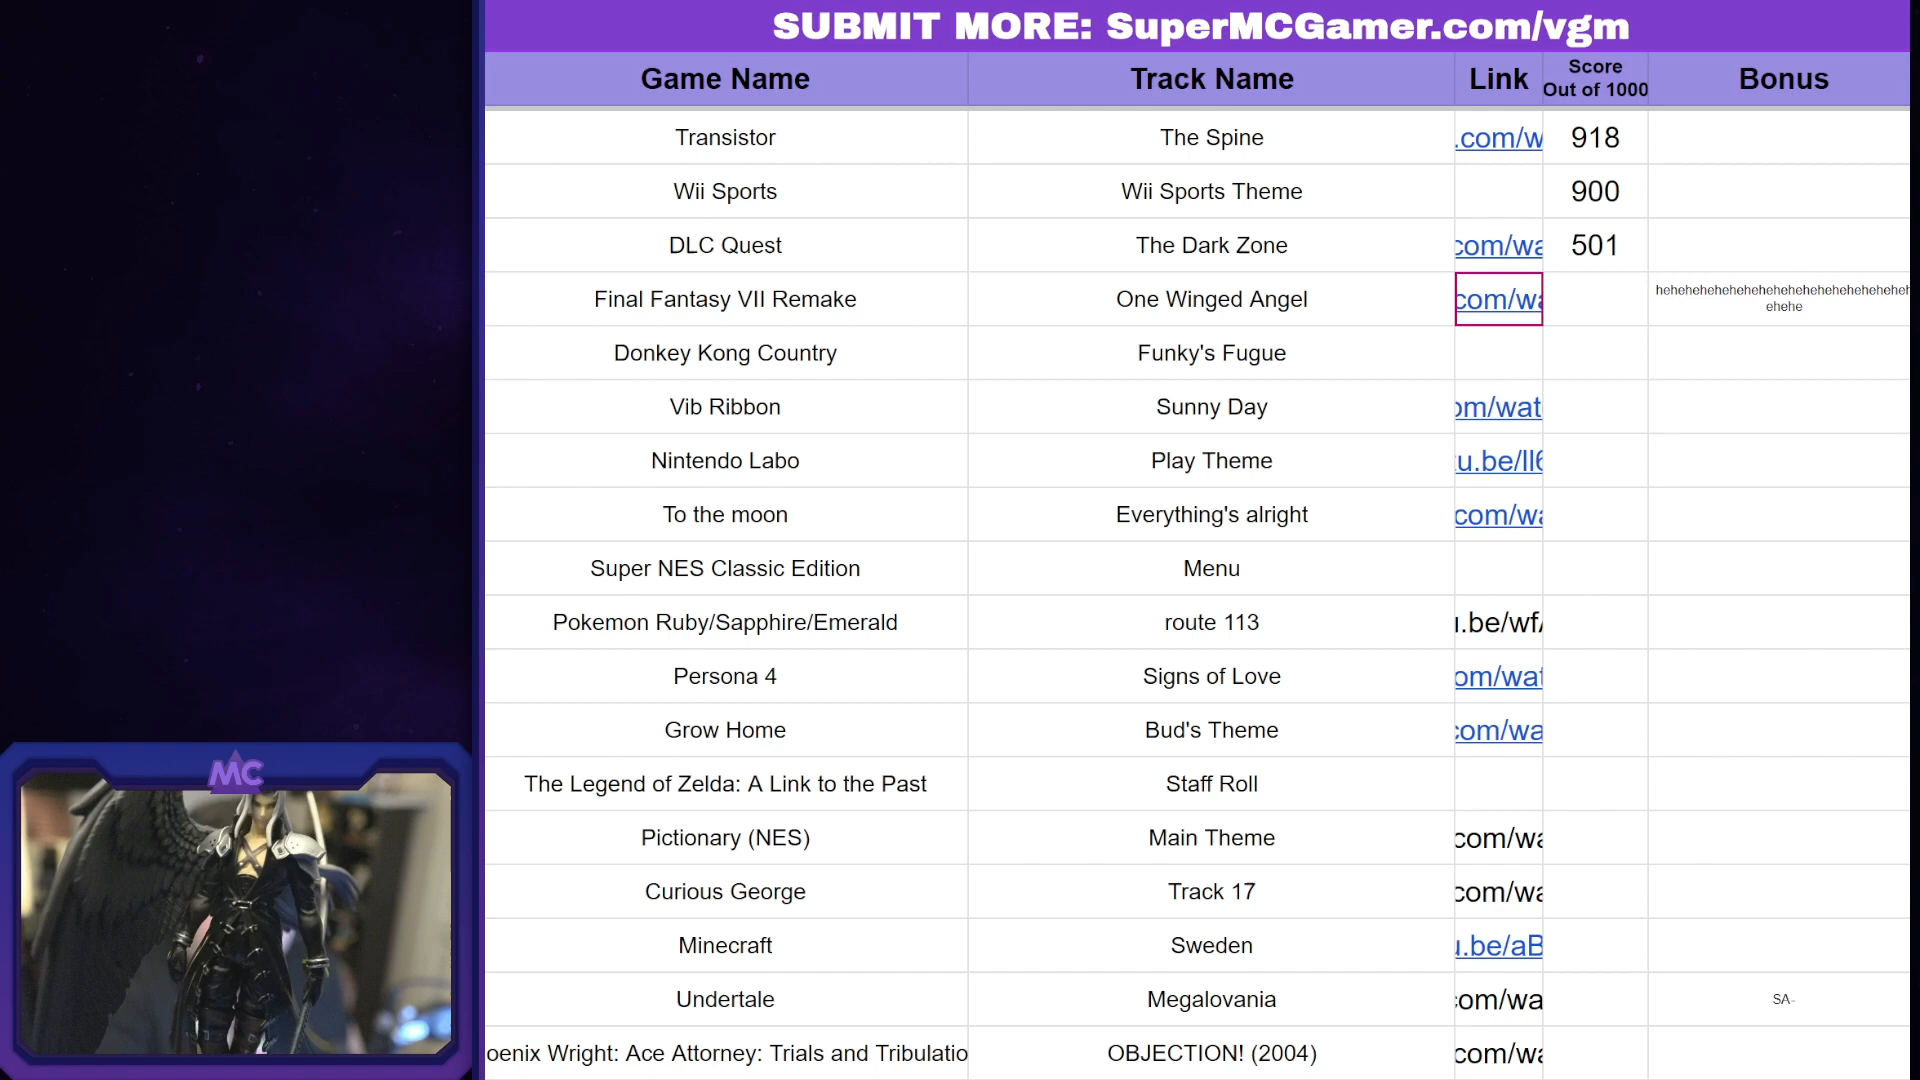 SUBMIT MORE: SuperMCGamer.com/vgm
Game Name Track Name Link Score Out of 1000 Bonus
Transistor The Spine .com/w 918
Wii Sports Wii Sports Theme 900
DLC Quest The Dark Zone com/wa 501
Final Fantasy VII Remake One Winged Angel com/wa hehehehehehehehehehehehehehehehehe
ehehe
Donkey Kong Country Funky's Fugue
Vib Ribbon Sunny Day om/wat
Nintendo Labo Play Theme u.be/ll6
To the moon Everything's alright com/wa
Super NES Classic Edition Menu
Pokemon Ruby/Sapphire/Emerald route 113 u.be/wf
Persona 4 Signs of Love om/wat
Grow Home Bud's Theme com/wa
The Legend of Zelda: A Link to the Past Staff Roll
Pictionary (NES) Main Theme com/wa
Curious George Track 17 com/wa
Minecraft Sweden u.be/aB
Undertale Megalovania com/wa SA-
oenix Wright: Ace Attorney: Trials and Tribulatio OBJECTION! (2004) com/wa
MC